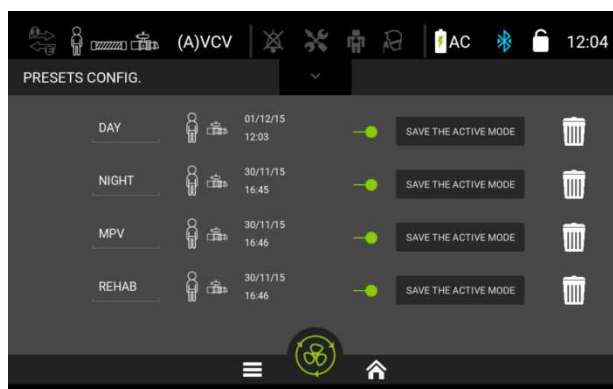 (A)VCV AC 12:04
PRESETS CONFIG.
DAY 01/12/15 SAVE THE ACTIVE MODE
12:03
NIGHT 30/11/15 SAVE THE ACTIVE MODE
16:45
MPV 30/11/15 SAVE THE ACTIVE MODE
16:46
REHAB 30/11/15 SAVE THE ACTIVE MODE
16:46